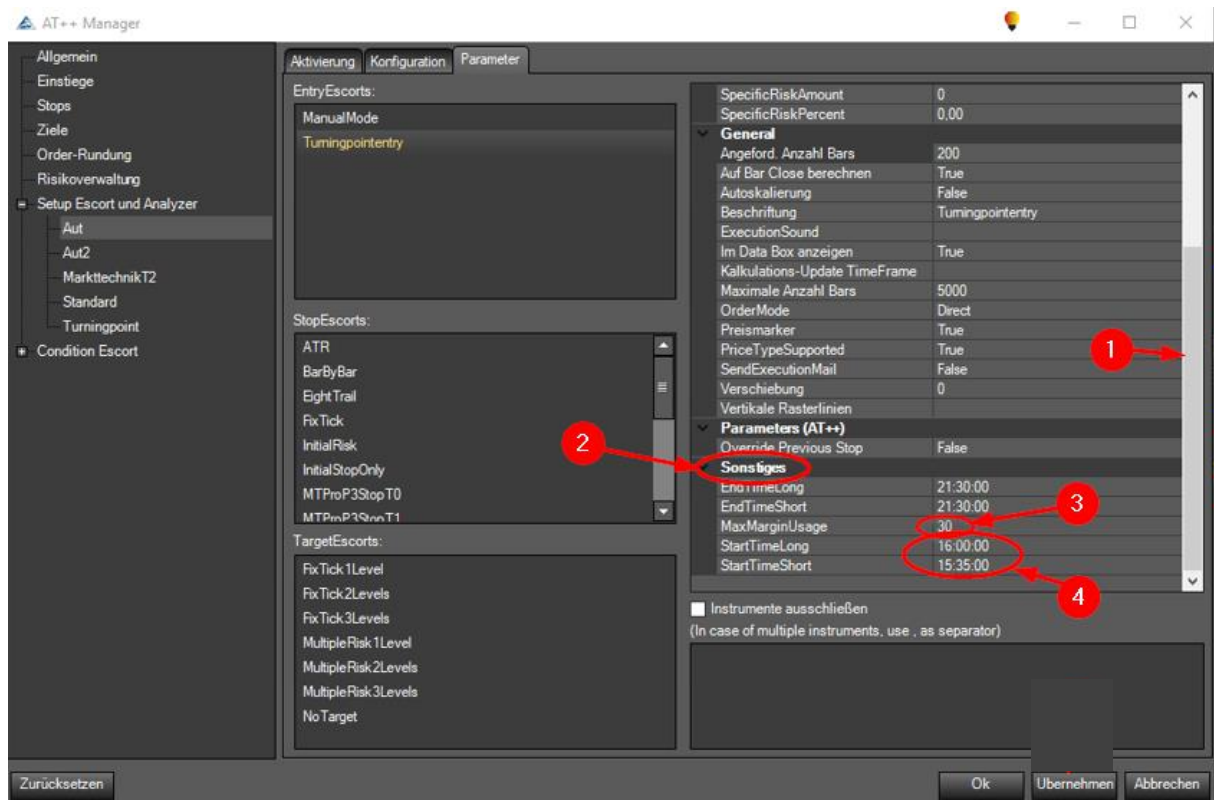 AT++ Manager
Allgemein
Einstiege
Stops
Ziele
Order-Rundung
Risikoverwaltung
Setup Escort und Analyzer
Aut
Aut2
MarkttechnikT2
Standard
Turningpoint
Condition Escort
Aktivierung Konfiguration Parameter
EntryEscorts:
ManualMode
Turningpointentry
StopEscorts:
ATR
BarByBar
EightTrail
FixTick
InitialRisk
InitialStopOnly
MTProP3StopT0
MTProP3StopT1
TargetEscorts:
FixTick1Level
FixTick2Levels
FixTick3Levels
MultipleRisk1Level
MultipleRisk2Levels
MultipleRisk3Levels
NoTarget
SpecificRiskAmount 0
SpecificRiskPercent 0,00
General
Angeford. Anzahl Bars 200
Auf Bar Close berechnen True
Autoskalierung False
Beschriftung Turningpointentry
ExecutionSound
Im Data Box anzeigen True
Kalkulations-Update TimeFrame
Maximale Anzahl Bars 5000
OrderMode Direct
Preismarker True
PriceTypeSupported True
SendExecutionMail False
Verschiebung 0
Vertikale Rasterlinien
Parameters (AT++)
Override Previous Stop False
Sonstiges
EndTimeLong 21:30:00
EndTimeShort 21:30:00
MaxMarginUsage 30
StartTimeLong 16:00:00
StartTimeShort 15:35:00
1
2
3
4
Instrumente ausschließen
(In case of multiple instruments, use , as separator)
Zurücksetzen
Ok Übernehmen Abbrechen